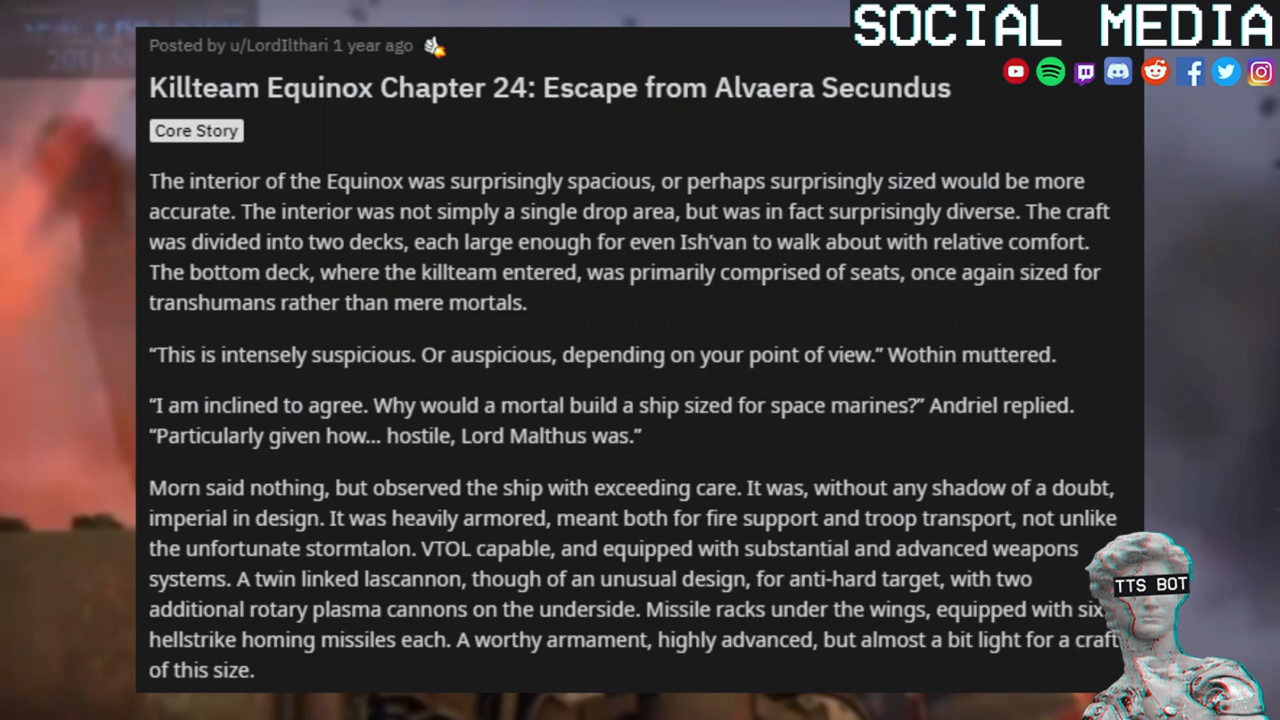 SOCIAL MEDIA
Posted by u/LordIlthari 1 year ago
Killteam Equinox Chapter 24: Escape from Alvaera Secundus
Core Story
The interior of the Equinox was surprisingly spacious, or perhaps surprisingly sized would be more
accurate. The interior was not simply a single drop area, but was in fact surprisingly diverse. The craft
was divided into two decks, each large enough for even Ish’van to walk about with relative comfort.
The bottom deck, where the killteam entered, was primarily comprised of seats, once again sized for
transhumans rather than mere mortals.
“This is intensely suspicious. Or auspicious, depending on your point of view.” Wothin muttered.
“I am inclined to agree. Why would a mortal build a ship sized for space marines?” Andriel replied.
“Particularly given how... hostile, Lord Malthus was.”
Morn said nothing, but observed the ship with exceeding care. It was, without any shadow of a doubt,
imperial in design. It was heavily armored, meant both for fire support and troop transport, not unlike
the unfortunate stormtalon. VTOL capable, and equipped with substantial and advanced weapons
systems. A twin linked lascannon, though of an unusual design, for anti-hard target, with two
additional rotary plasma cannons on the underside. Missile racks under the wings, equipped with six
hellstrike homing missiles each. A worthy armament, highly advanced, but almost a bit light for a craft
of this size.
TTS BOT